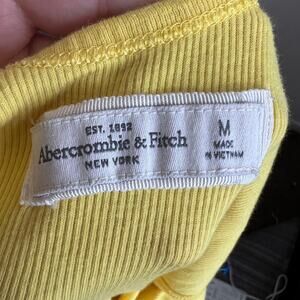 EST. 1892
Abercrombie & Fitch
NEW YORK
M
MADE
IN VIETNAM